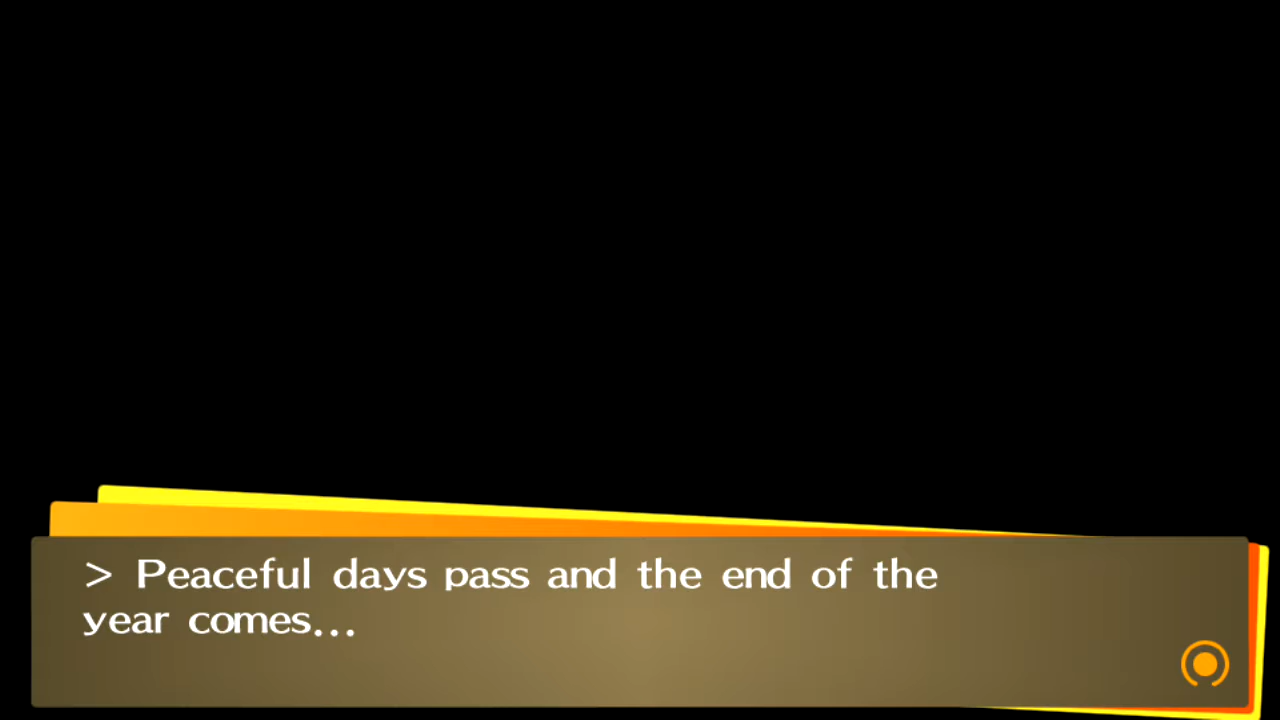 > Peaceful days pass and the end of the
year comes...